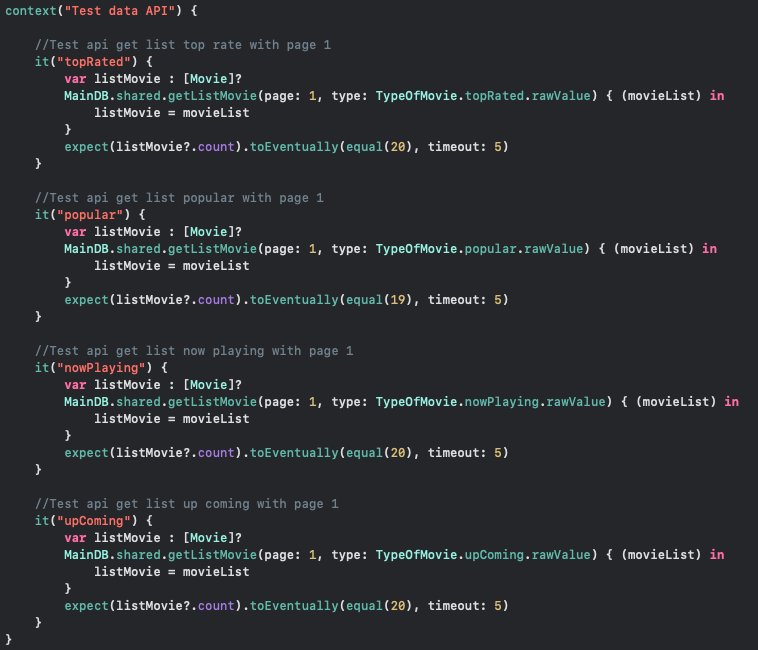 context("Test data API") {
    //Test api get list top rate with page 1
    it("topRated") {
        var listMovie : [Movie]?
        MainDB.shared.getListMovie(page: 1, type: TypeOfMovie.topRated.rawValue) { (movieList) in
            listMovie = movieList
        }
        expect(listMovie?.count).toEventually(equal(20), timeout: 5)
    }
    //Test api get list popular with page 1
    it("popular") {
        var listMovie : [Movie]?
        MainDB.shared.getListMovie(page: 1, type: TypeOfMovie.popular.rawValue) { (movieList) in
            listMovie = movieList
        }
        expect(listMovie?.count).toEventually(equal(19), timeout: 5)
    }
    //Test api get list now playing with page 1
    it("nowPlaying") {
        var listMovie : [Movie]?
        MainDB.shared.getListMovie(page: 1, type: TypeOfMovie.nowPlaying.rawValue) { (movieList) in
            listMovie = movieList
        }
        expect(listMovie?.count).toEventually(equal(20), timeout: 5)
    }
    //Test api get list up coming with page 1
    it("upComing") {
        var listMovie : [Movie]?
        MainDB.shared.getListMovie(page: 1, type: TypeOfMovie.upComing.rawValue) { (movieList) in
            listMovie = movieList
        }
        expect(listMovie?.count).toEventually(equal(20), timeout: 5)
    }
}